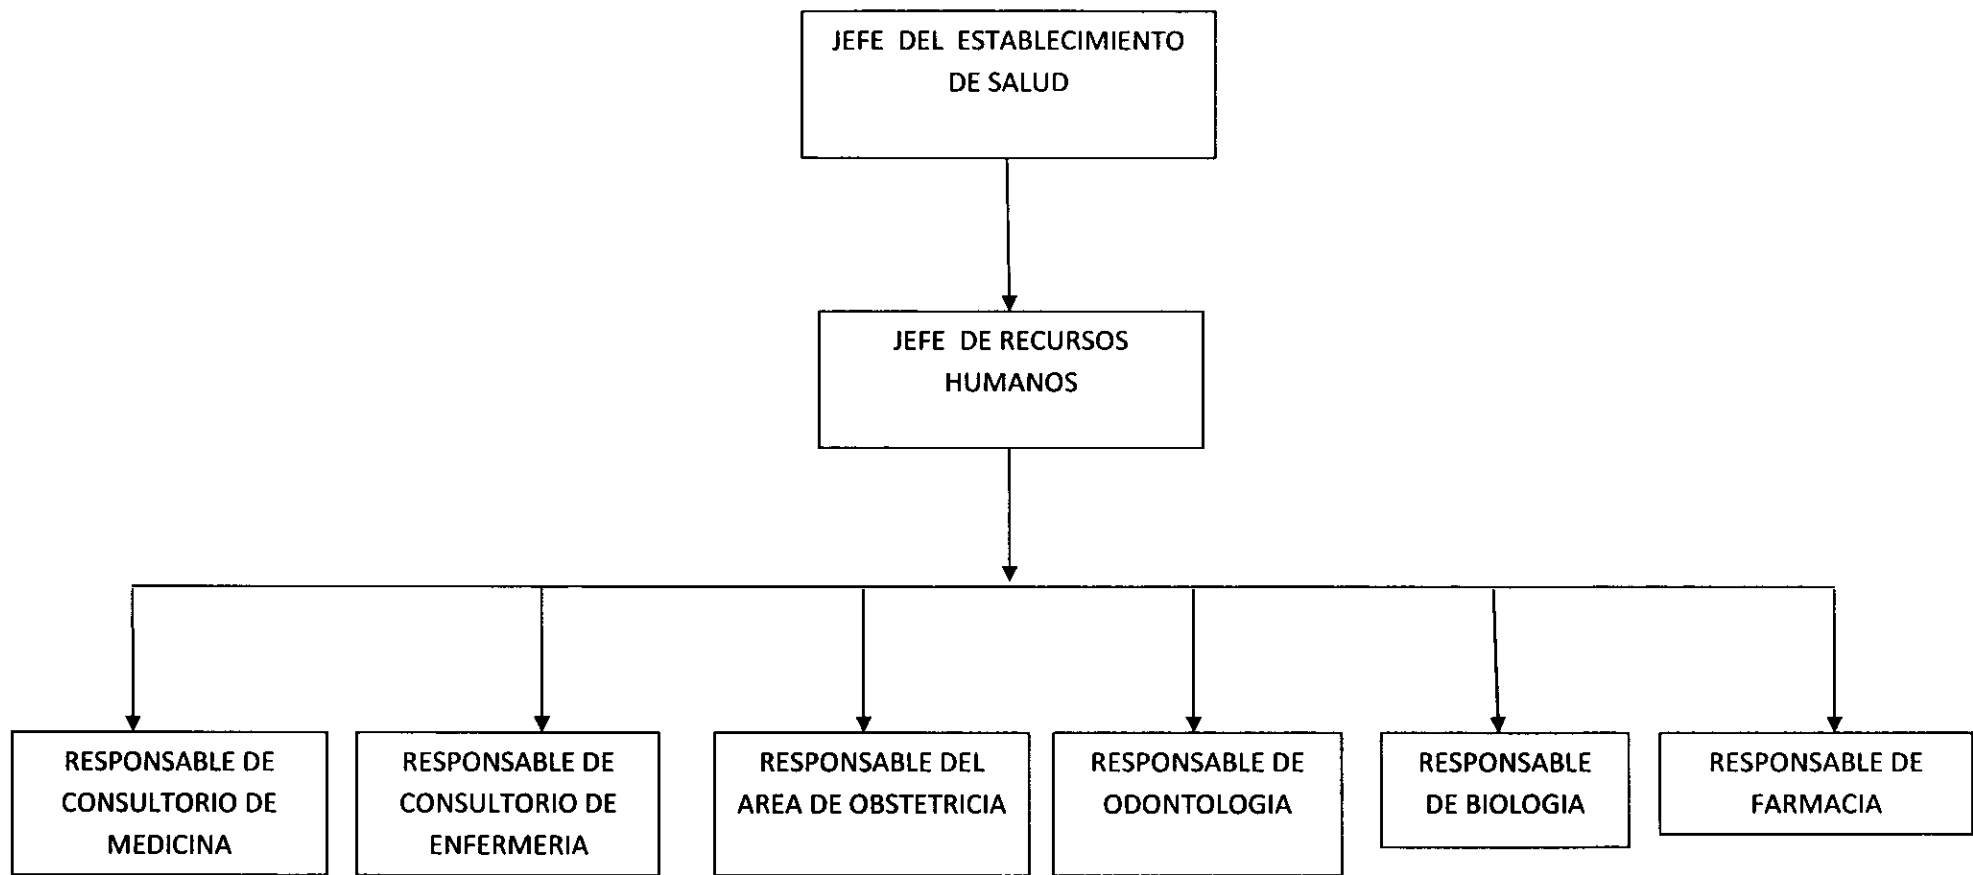 JEFE DEL ESTABLECIMIENTO
DE SALUD
JEFE DE RECURSOS
HUMANOS
RESPONSABLE DE
CONSULTORIO DE
MEDICINA
RESPONSABLE DE
CONSULTORIO DE
ENFERMERIA
RESPONSABLE DEL
AREA DE OBSTETRICIA
RESPONSABLE DE
ODONTOLOGIA
RESPONSABLE
DE BIOLOGIA
RESPONSABLE DE
FARMACIA